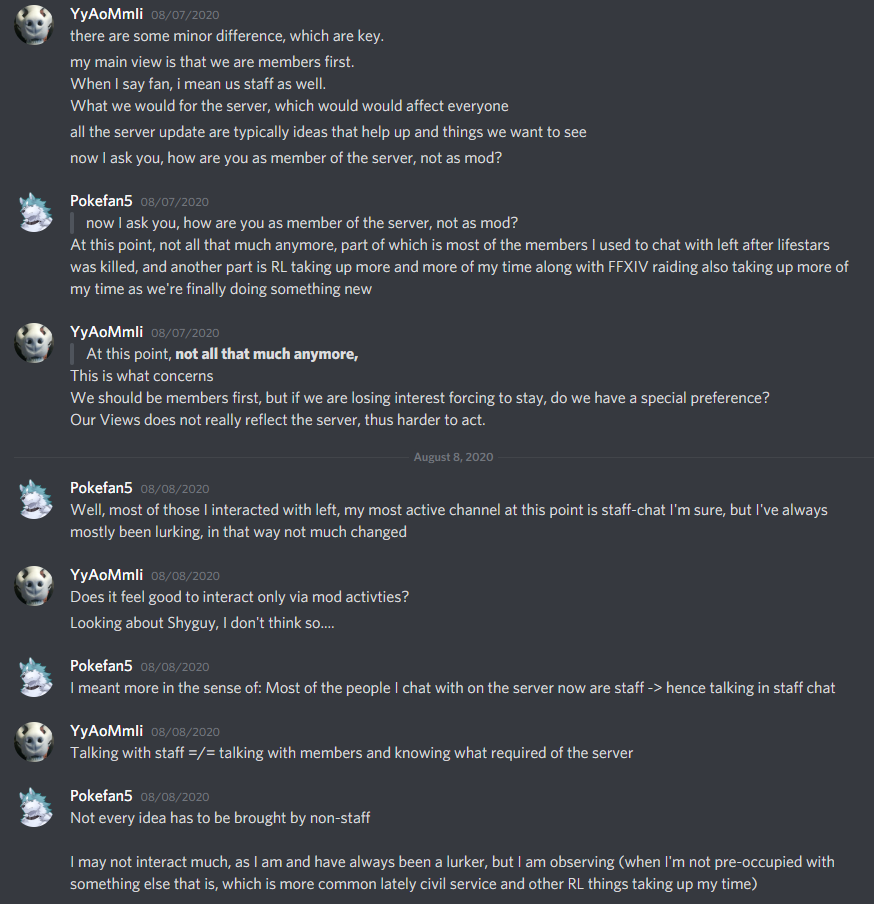 YyAoMmIi 08/07/2020
there are some minor difference, which are key.
my main view is that we are members first.
When I say fan, i mean us staff as well.
What we would for the server, which would would affect everyone
all the server update are typically ideas that help up and things we want to see
now I ask you, how are you as member of the server, not as mod?
Pokefan5 08/07/2020
now I ask you, how are you as member of the server, not as mod?
At this point, not all that much anymore, part of which is most of the members I used to chat with left after lifestars
was killed, and another part is RL taking up more and more of my time along with FFXIV raiding also taking up more of
my time as we're finally doing something new
YyAoMmIi 08/07/2020
At this point, not all that much anymore,
This is what concerns
We should be members first, but if we are losing interest forcing to stay, do we have a special preference?
Our Views does not really reflect the server, thus harder to act.
August 8, 2020
Pokefan5 08/08/2020
Well, most of those I interacted with left, my most active channel at this point is staff-chat I'm sure, but I've always
mostly been lurking, in that way not much changed
YyAoMmIi 08/08/2020
Does it feel good to interact only via mod activties?
Looking about Shyguy, I don't think so....
Pokefan5 08/08/2020
I meant more in the sense of: Most of the people I chat with on the server now are staff -> hence talking in staff chat
YyAoMmIi 08/08/2020
Talking with staff =/= talking with members and knowing what required of the server
Pokefan5 08/08/2020
Not every idea has to be brought by non-staff
I may not interact much, as I am and have always been a lurker, but I am observing (when I'm not pre-occupied with
something else that is, which is more common lately civil service and other RL things taking up my time)